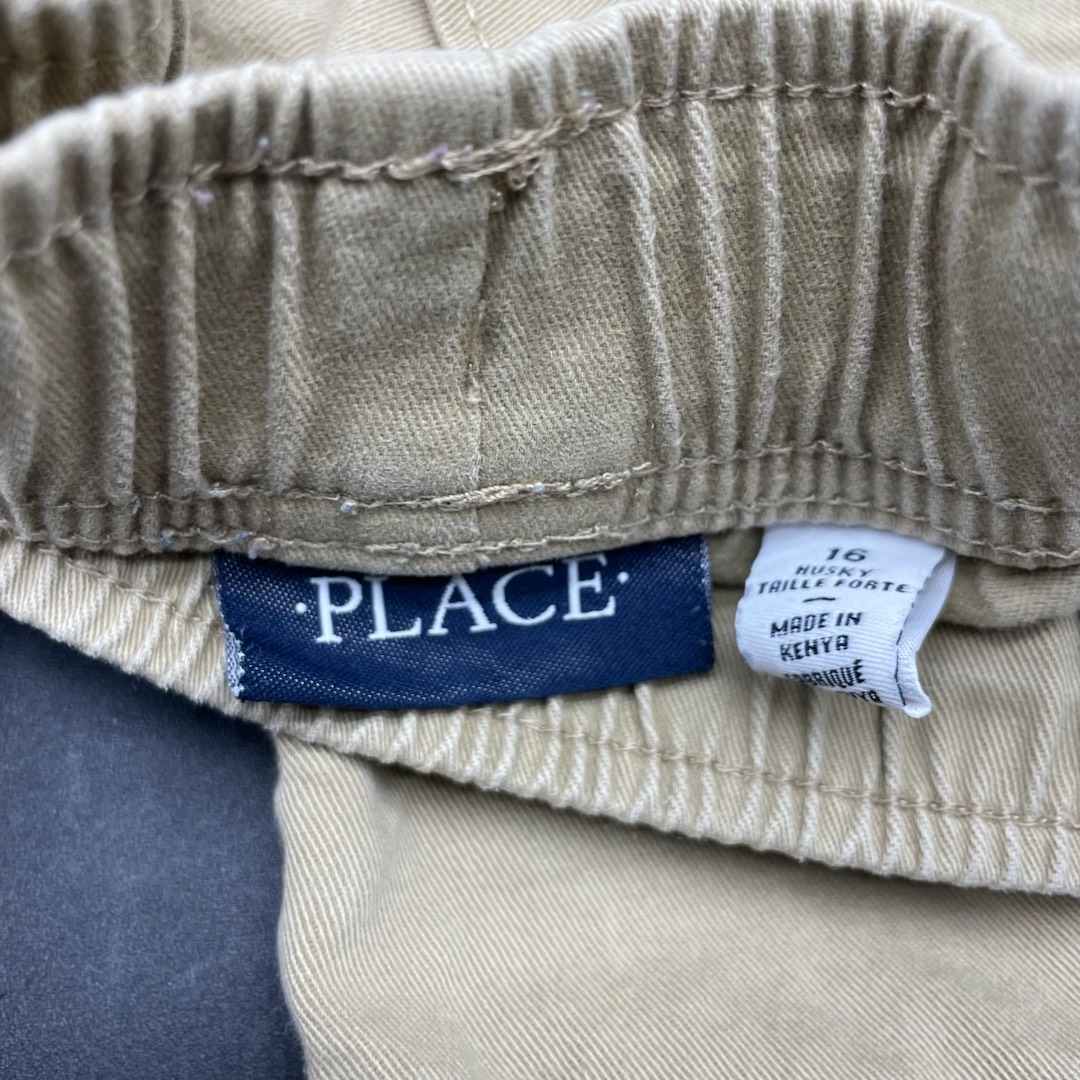 ·PLACE·
16
HUSKY
TAILLE FORTE
MADE IN
KENYA